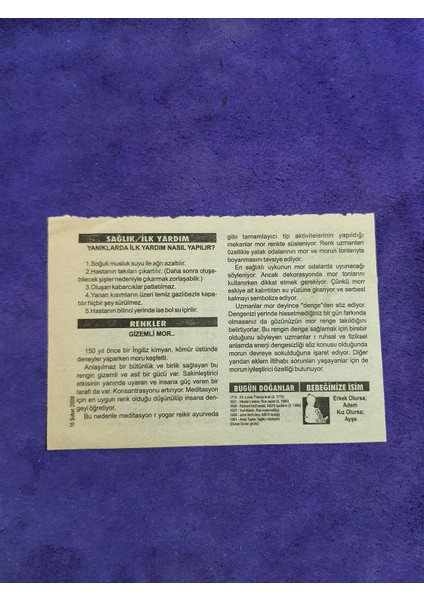 SAĞLIK/İLK YARDIM
YANIKLARDA İLK YARDIM NASIL YAPILIR?
1.Soğuk musluk suyu ile ağrı azaltılır.
2.Hastanın takıları çıkartılır. (Daha sonra oluşa-
bilecek şişler nedeniyle çıkarmak zorlaşabilir.)
3.Oluşan kabarcıklar patlatılmaz.
4.Yanan kısımların üzeri temiz gazlıbezle kapa-
tılır hiçbir şey sürülmez.
5.Hastanın bilinci yerinde ise bol su içirilir.
RENKLER
GİZEMLİ MOR..
150 yıl önce bir İngiliz kimyarı, kömür üstünde
deneyler yaparken moru keşfetti.
Anlaşılmaz bir bütünlük ve birlik sağlayan bu
rengin gizemli ve asil bir gücü var. Sakinleştirici
etkisinin yanında uyaran ve insana güç veren bir
tarafı da var. Konsantrasyonu artırıyor. Meditasyon
için en uygun renk olduğu düşünülüp insana den-
geyi öğretiyor.
Bu nedenle meditasyon r yogar reikir ayurveda
gibi tamamlayıcı tıp aktivitelerinin yapıldığı
mekanlar mor renkte süsleniyor. Renk uzmanları
özellikle yatak odalarının mor ve morun tonlarıyla
boyanmasını tavsiye ediyor.
En sağlıklı uykunun mor odalarda uyunacağı
söyleniyor. Ancak dekorasyonda mor tonlarını
kullanırken dikkat etmek gerekiyor. Çünkü mor
eskiye ait kalıntıları su yüzüne çıkarıyor ve serbest
kalmayı sembolize ediyor.
Uzmanlar mor deyince "denge"den söz ediyor.
Dengenizi yerinde hissetmediğiniz bir gün farkında
olmasanız da gözünüzün mor renge takıldığını
belirtiyorlar. Bu rengin denge sağlamak için birebir
olduğunu söyleyen uzmanlar r ruhsal ve fiziksel
anlamda enerji dengesizliği söz konusu olduğunda
morun devreye sokulduğuna işaret ediyor. Diğer
yandan eklem iltihabı sorunları yaşayanlar için de
morun iyileştirici özelliği bulunuyor.
BUGÜN DOĞANLAR
BEBEĞİNİZE İSİM
Erkek Olursa;
Adem
Kız Olursa;
Ayşe
15 Şubat 2008